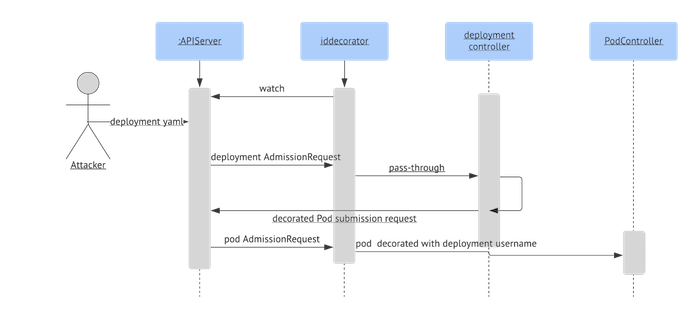 :APIServer
iddecorator
deployment
controller
PodController
watch
deployment yaml
Attacker
deployment AdmissionRequest
pass-through
decorated Pod submission request
pod AdmissionRequest
pod decorated with deployment username